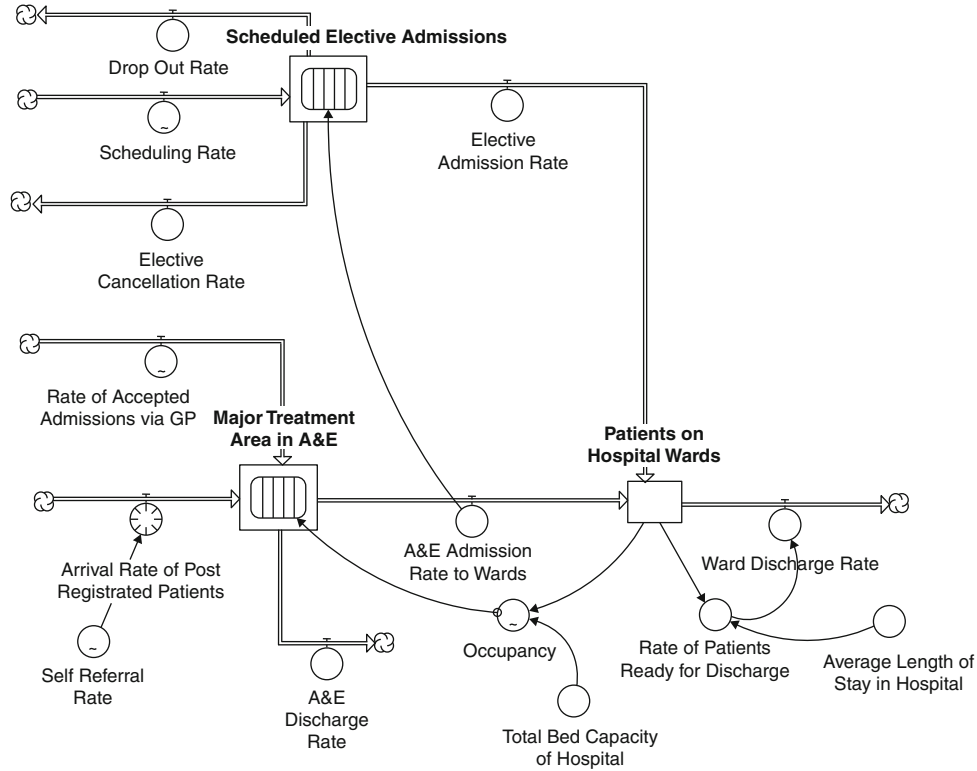 Scheduled Elective Admissions
Drop Out Rate
Scheduling Rate
Elective
Admission Rate
Elective
Cancellation Rate
Rate of Accepted
Admissions via GP
Major Treatment
Area in A&E
Patients on
Hospital Wards
A&E Admission
Rate to Wards
Ward Discharge Rate
Arrival Rate of Post
Registrated Patients
Occupancy
Rate of Patients
Ready for Discharge
Average Length of
Stay in Hospital
Self Referral
Rate
A&E
Discharge
Rate
Total Bed Capacity
of Hospital